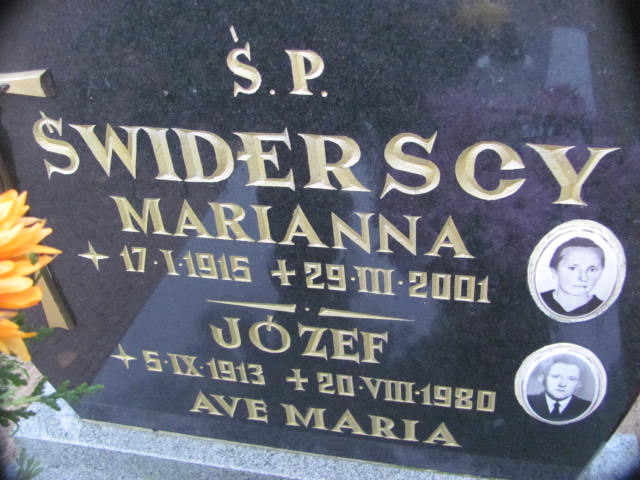 Ś.P.
ŚWIDERSCY
MARIANNA
17·I·1915 +29·III·2001
JÓZEF
5·IX·1913 +20·VIII·1980
AVE MARIA